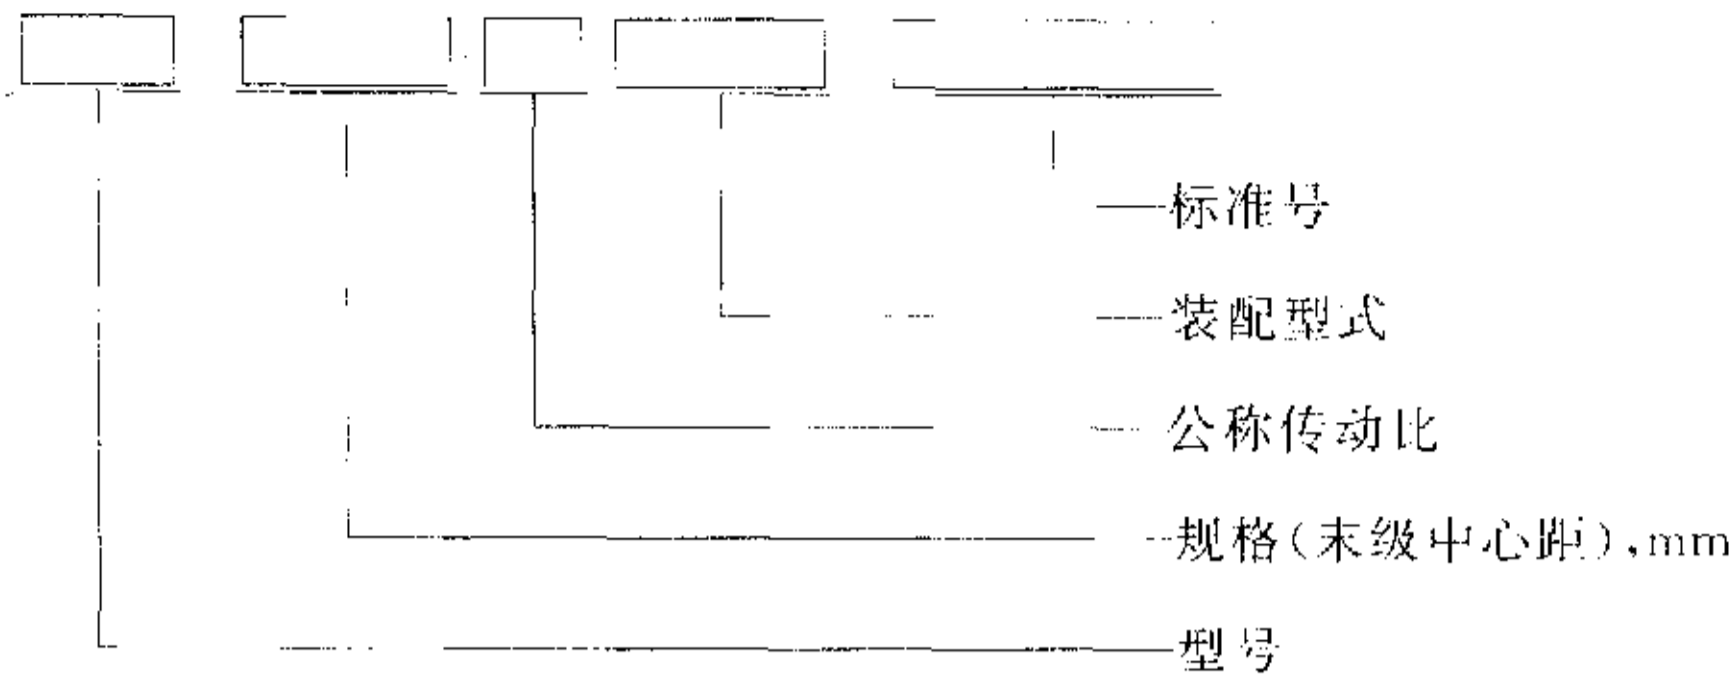 标准号
装配型式
公称传动比
规格(末级中心距),mm
型号